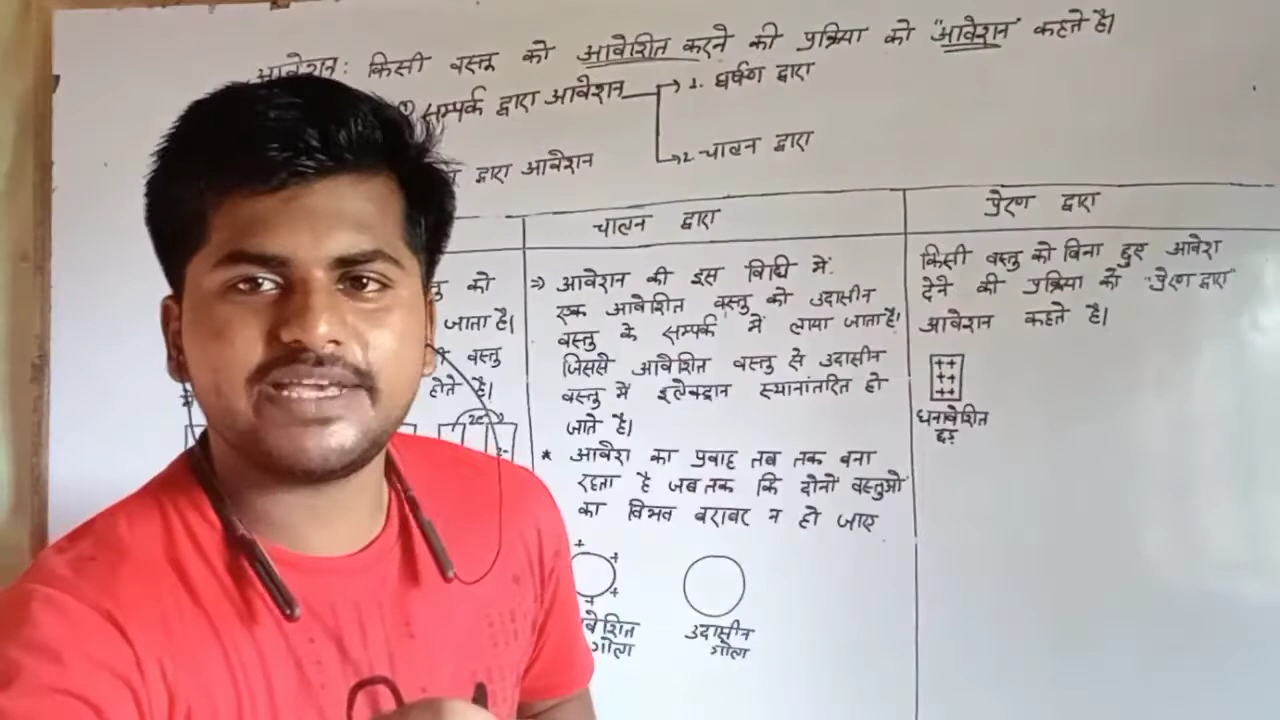 आवेशन: किसी वस्तु को आवेशित करने की प्रक्रिया को "आवेशन" कहते है।
① सम्पर्क द्वारा आवेशन → 1. घर्षण द्वारा
→ 2. चालन द्वारा
द्वारा आवेशन
को
जाता है।
वस्तु
होते है।
2e⁻
चालन द्वारा
⇒ आवेशन की इस विधि में
एक आवेशित वस्तु को उदासीन
वस्तु के सम्पर्क में लाया जाता है।
जिससे आवेशित वस्तु से उदासीन
वस्तु में इलेक्ट्रान स्थानांतरित हो
जाते है।
* आवेश का प्रवाह तब तक बना
रहता है जब तक कि दोनों वस्तुओं
का विभव बराबर न हो जाए
+ + + +
वेशित
गोला
उदासीन
गोला
प्रेरण द्वारा
किसी वस्तु को बिना छुए आवेश
देने की प्रक्रिया को "प्रेरण द्वारा"
आवेशन कहते है।
++
++
++
धनावेशित
छड़